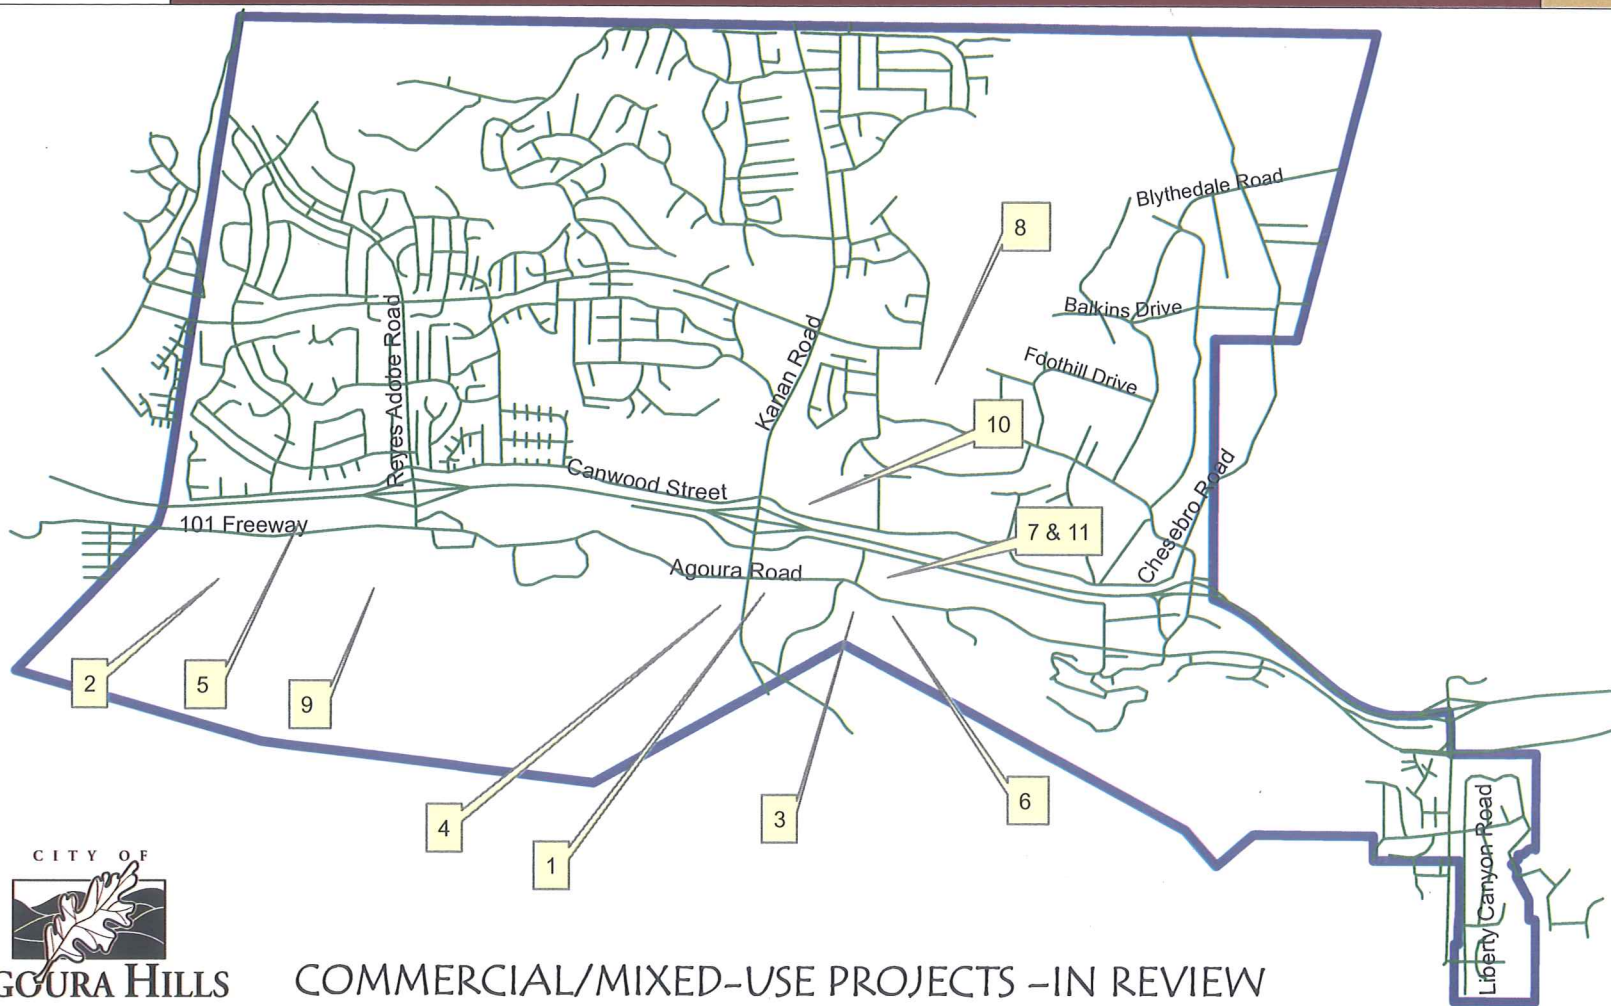 Blythedale Road
8
Balkins Drive
Foothill Drive
Reyes Adobe Road
Kanan Road
10
Canwood Street
Chesebro Road
101 Freeway
7 & 11
Agoura Road
2
5
9
4
1
3
6
Liberty Canyon Road
CITY OF
GOURA HILLS
COMMERCIAL/MIXED-USE PROJECTS -IN REVIEW